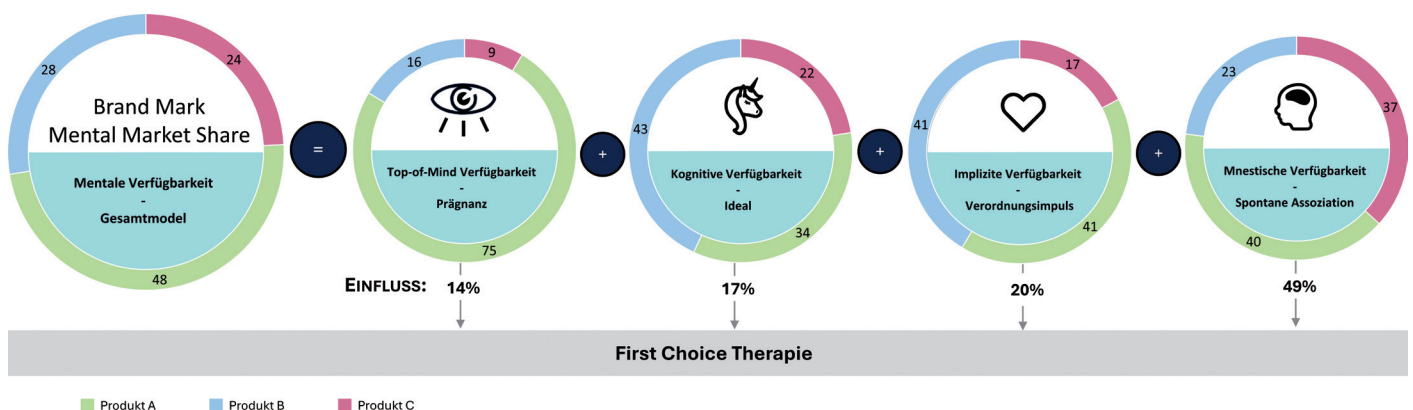 28
24
Brand Mark
Mental Market Share
Mentale Verfügbarkeit
-
Gesamtmodel
48
=
16
9
Top-of-Mind Verfügbarkeit
-
Prägnanz
75
+
43
22
Kognitive Verfügbarkeit
-
Ideal
34
+
41
17
Implizite Verfügbarkeit
-
Verordnungsimpuls
41
+
23
37
Mnestische Verfügbarkeit
-
Spontane Assoziation
40
EINFLUSS: 14% 17% 20% 49%
First Choice Therapie
Produkt A Produkt B Produkt C